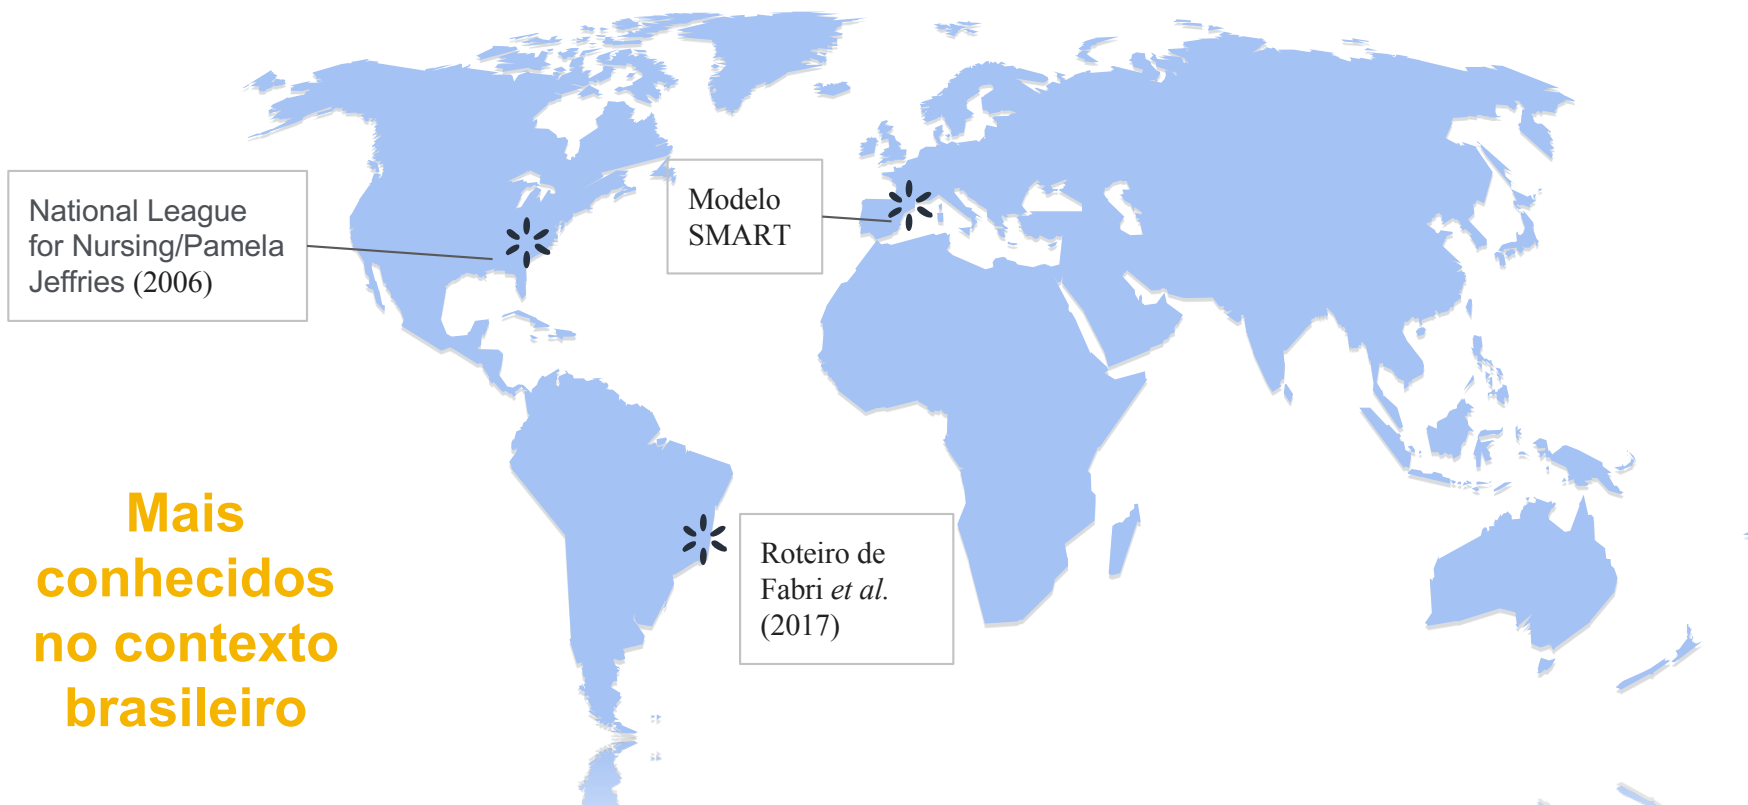 National League
for Nursing/Pamela
Jeffries (2006)
Modelo
SMART
Mais
conhecidos
no contexto
brasileiro
Roteiro de
Fabri et al.
(2017)